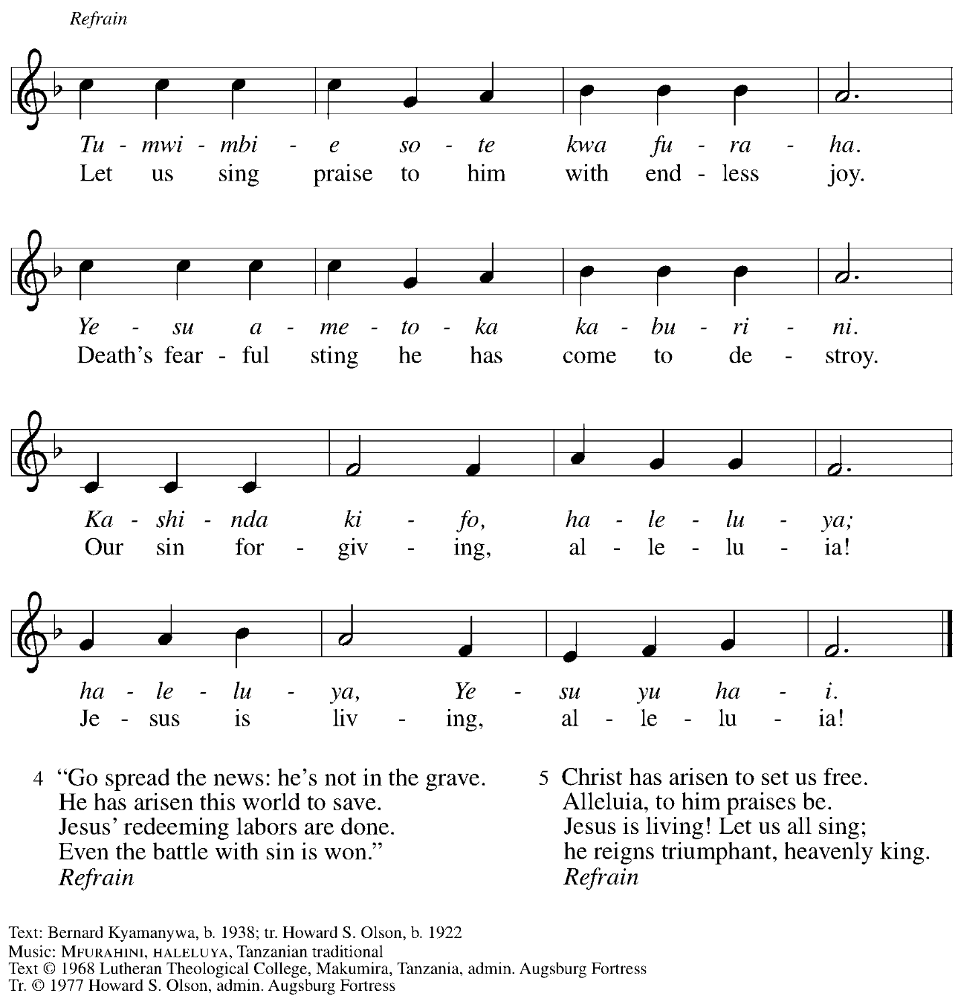 Refrain
Tu - mwi - mbi - e so - te kwa fu - ra - ha.
Let us sing praise to him with end - less joy.
Ye - su a - me - to - ka ka - bu - ri - ni.
Death's fear - ful sting he has come to de - stroy.
Ka - shi - nda ki - fo, ha - le - lu - ya;
Our sin for - giv - ing, al - le - lu - ia!
ha - le - lu - ya, Ye - su yu ha - i.
Je - sus is liv - ing, al - le - lu - ia!
4 “Go spread the news: he’s not in the grave.
He has arisen this world to save.
Jesus’ redeeming labors are done.
Even the battle with sin is won.”
Refrain
5 Christ has arisen to set us free.
Alleluia, to him praises be.
Jesus is living! Let us all sing;
he reigns triumphant, heavenly king.
Refrain
Text: Bernard Kyamanywa, b. 1938; tr. Howard S. Olson, b. 1922
Music: MFURAHINI, HALELUYA, Tanzanian traditional
Text © 1968 Lutheran Theological College, Makumira, Tanzania, admin. Augsburg Fortress
Tr. © 1977 Howard S. Olson, admin. Augsburg Fortress